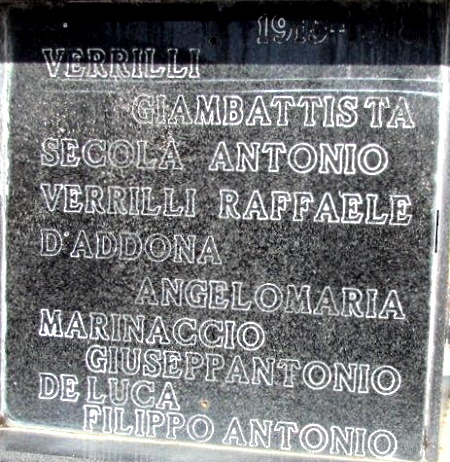 VERRILLI
GIAMBATTISTA
SECOLA ANTONIO
VERRILLI RAFFAELE
D'ADDONA
ANGELOMARIA
MARINACCIO
GIUSEPPANTONIO
DE LUCA
FILIPPO ANTONIO